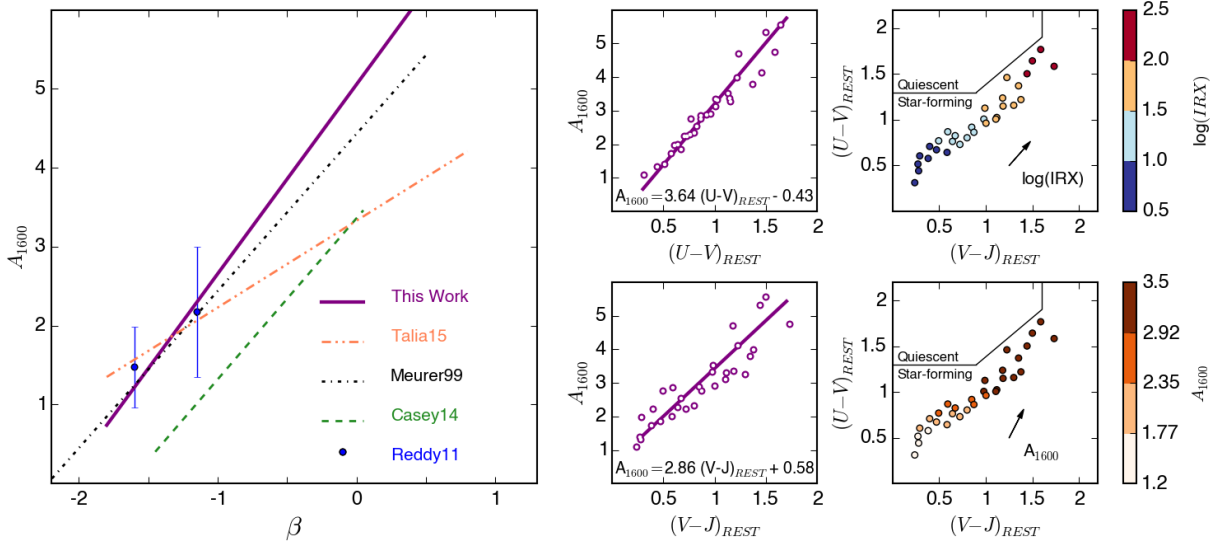 5
4
3
2
1
-2
-1
0
1
A1600
β
This Work
Talia15
Meurer99
Casey14
Reddy11
5
4
3
2
1
0
0.5
1
1.5
2
A1600
(U−V)REST
A1600=3.64 (U-V)REST - 0.43
2
1.5
1
0.5
0.5
1
1.5
2
(U−V)REST
(V−J)REST
Quiescent
Star-forming
log(IRX)
2.5
2.0
1.5
1.0
0.5
log(IRX)
5
4
3
2
1
0
0.5
1
1.5
2
A1600
(V−J)REST
A1600=2.86 (V-J)REST + 0.58
2
1.5
1
0.5
0.5
1
1.5
2
(U−V)REST
(V−J)REST
Quiescent
Star-forming
A1600
3.5
2.92
2.35
1.77
1.2
A1600